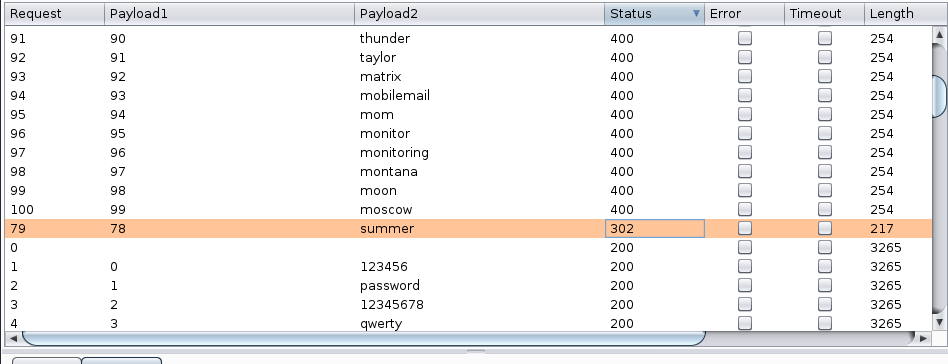 Request Payload1 Payload2 Status Error Timeout Length
91 90 thunder 400 254
92 91 taylor 400 254
93 92 matrix 400 254
94 93 mobilemail 400 254
95 94 mom 400 254
96 95 monitor 400 254
97 96 monitoring 400 254
98 97 montana 400 254
99 98 moon 400 254
100 99 moscow 400 254
79 78 summer 302 217
0 200 3265
1 0 123456 200 3265
2 1 password 200 3265
3 2 12345678 200 3265
4 3 qwerty 200 3265